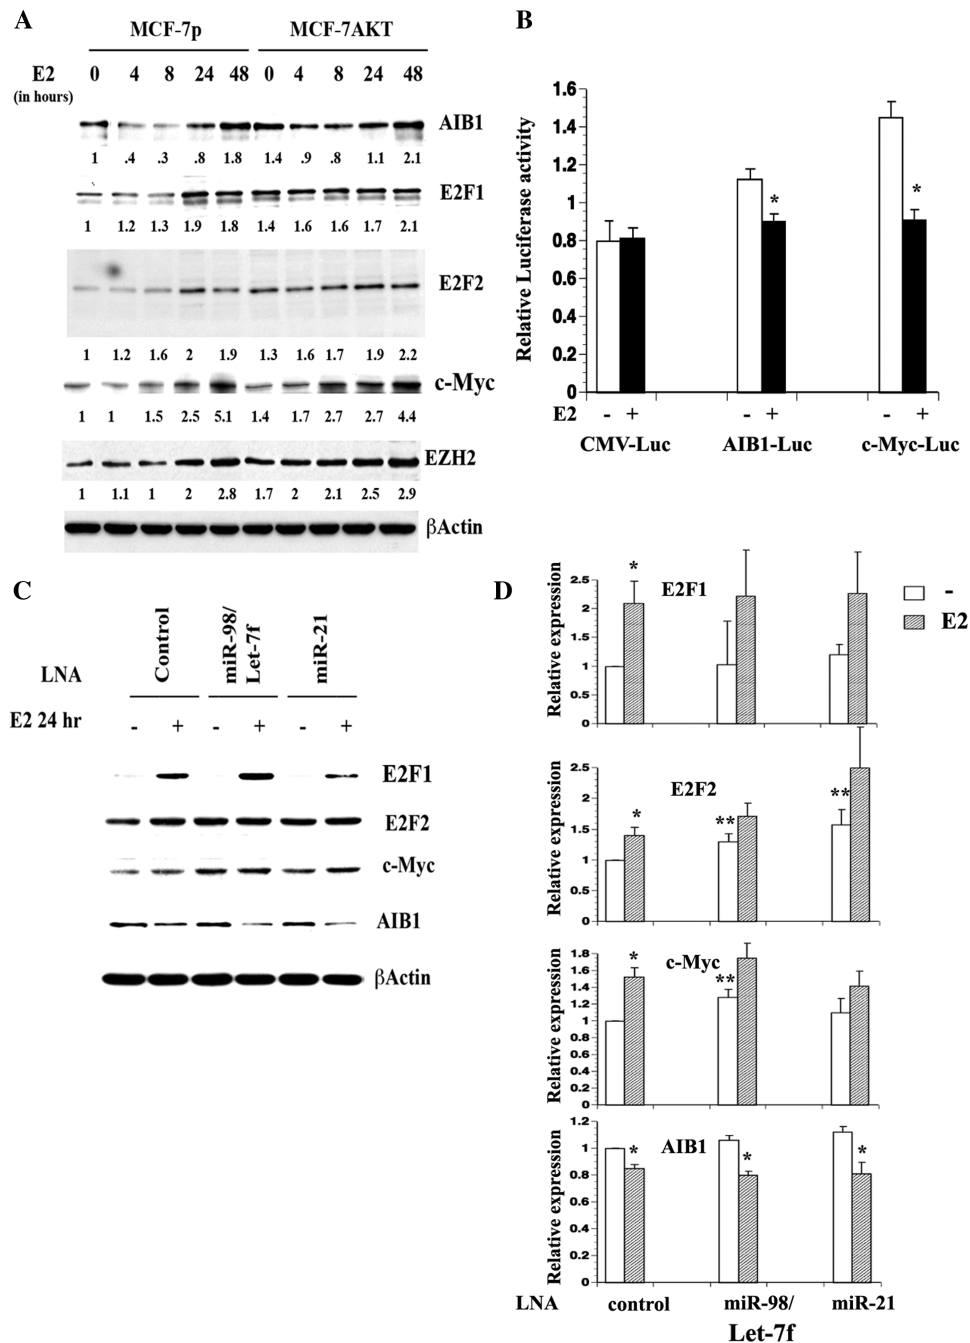 A
MCF-7p MCF-7AKT
E2 0 4 8 24 48 0 4 8 24 48
(in hours)
AIB1
1 .4 .3 .8 1.8 1.4 .9 .8 1.1 2.1
E2F1
1 1.2 1.3 1.9 1.8 1.4 1.6 1.6 1.7 2.1
E2F2
1 1.2 1.6 2 1.9 1.3 1.6 1.7 1.9 2.2
c-Myc
1 1 1.5 2.5 5.1 1.4 1.7 2.7 2.7 4.4
EZH2
1 1.1 1 2 2.8 1.7 2 2.1 2.5 2.9
βActin
B
Relative Luciferase activity
1.6
1.4
1.2
1
0.8
0.6
0.4
0.2
0
* *
E2 - + - + - +
CMV-Luc AIB1-Luc c-Myc-Luc
C
LNA Control miR-98/ Let-7f miR-21
E2 24 hr - + - + - +
E2F1
E2F2
c-Myc
AIB1
βActin
D
- 
E2
Relative expression
E2F1
2.5
2
1.5
1
0.5
0
*
Relative expression
E2F2
2.5
2
1.5
1
0.5
0
* ** **
Relative expression
c-Myc
1.8
1.6
1.4
1.2
1
0.8
0.6
0.4
0.2
0
* **
Relative expression
AIB1
1.2
1
0.8
0.6
0.4
0.2
0
* * *
LNA control miR-98/ miR-21
Let-7f